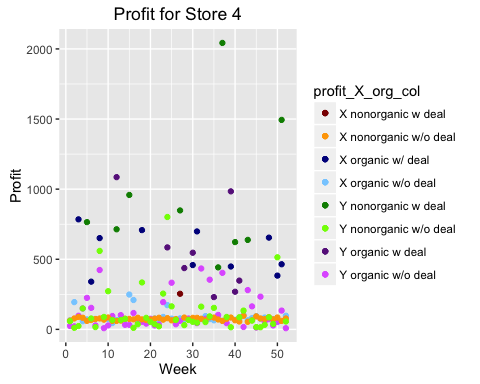 Profit for Store 4
Profit
2000
1500
1000
500
0
0
10
20
30
40
50
Week
profit_X_org_col
X nonorganic w deal
X nonorganic w/o deal
X organic w/ deal
X organic w/o deal
Y nonorganic w deal
Y nonorganic w/o deal
Y organic w deal
Y organic w/o deal